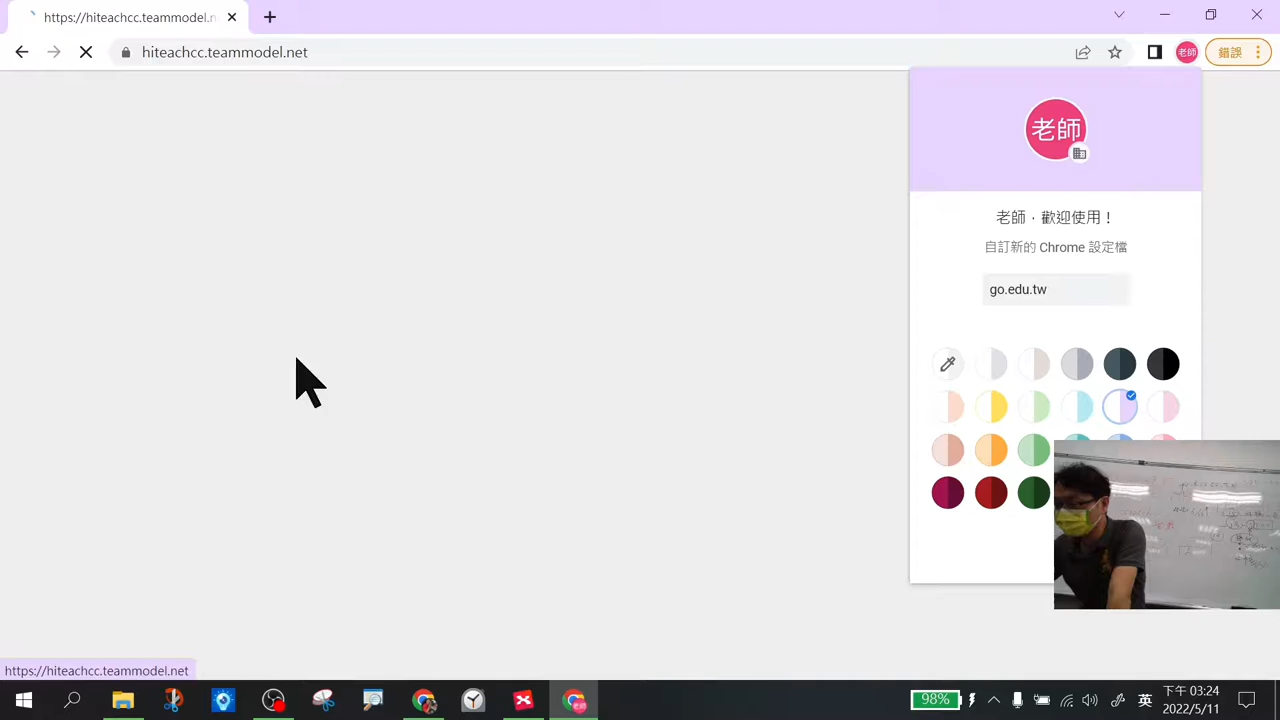 https://hiteachcc.teammodel.n
hiteachcc.teammodel.net
老師
錯誤
老師
老師，歡迎使用！
自訂新的 Chrome 設定檔
go.edu.tw
https://hiteachcc.teammodel.net
98%
英
下午 03:24
2022/5/11